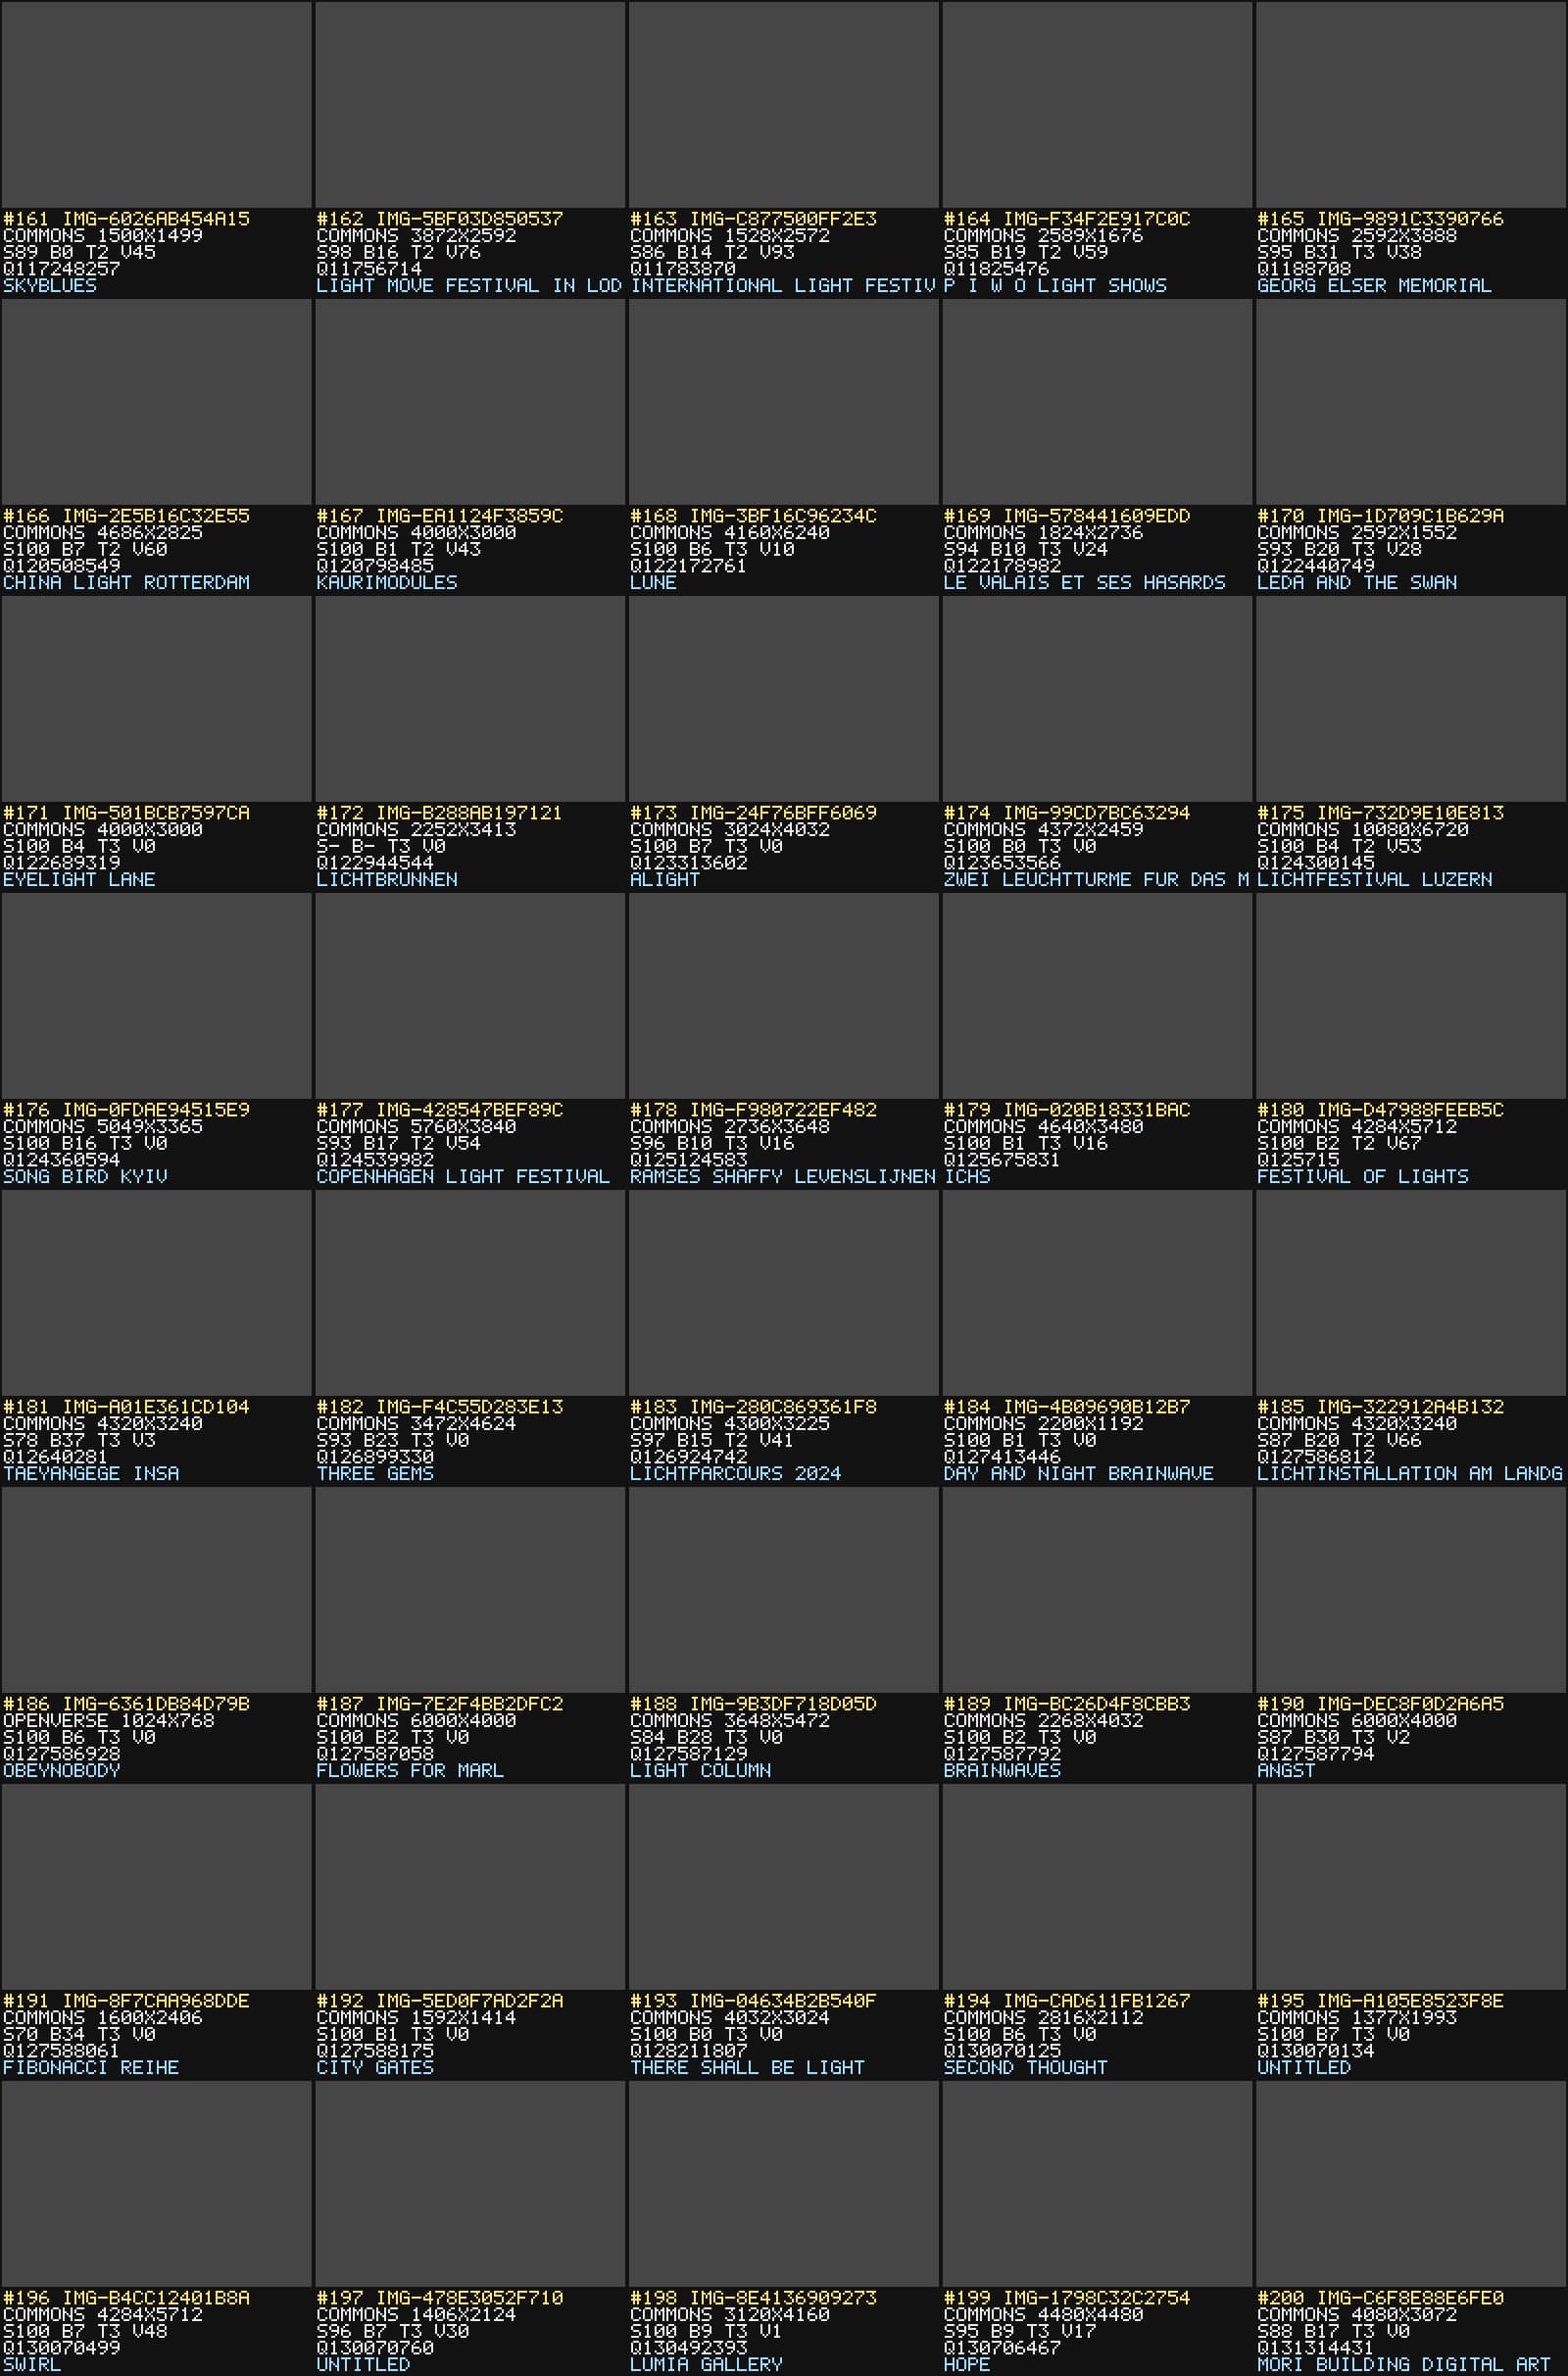 #161 IMG-6026AB454A15
COMMONS 1500X1499
S89 B0 T2 V45
Q117248257
SKYBLUES
#162 IMG-5BF03D850537
COMMONS 3872X2592
S98 B16 T2 V76
Q11756714
LIGHT MOVE FESTIVAL IN LOD
#163 IMG-C877500FF2E3
COMMONS 1528X2572
S86 B14 T2 V93
Q11783870
INTERNATIONAL LIGHT FESTIV
#164 IMG-F34F2E917C0C
COMMONS 2589X1676
S85 B19 T2 V59
Q11825476
P I W O LIGHT SHOWS
#165 IMG-9891C3390766
COMMONS 2592X3888
S95 B31 T3 V38
Q1188708
GEORG ELSER MEMORIAL
#166 IMG-2E5B16C32E55
COMMONS 4686X2825
S100 B7 T2 V60
Q120508549
CHINA LIGHT ROTTERDAM
#167 IMG-EA1124F3859C
COMMONS 4000X3000
S100 B1 T2 V43
Q120798485
KAURIMODULES
#168 IMG-3BF16C96234C
COMMONS 4160X6240
S100 B6 T3 V10
Q122172761
LUNE
#169 IMG-578441609EDD
COMMONS 1824X2736
S94 B10 T3 V24
Q122178982
LE VALAIS ET SES HASARDS
#170 IMG-1D709C1B629A
COMMONS 2592X1552
S93 B20 T3 V28
Q122440749
LEDA AND THE SWAN
#171 IMG-501BCB7597CA
COMMONS 4000X3000
S100 B4 T3 V0
Q122689319
EYELIGHT LANE
#172 IMG-B288AB197121
COMMONS 2252X3413
S- B- T3 V0
Q122944544
LICHTBRUNNEN
#173 IMG-24F76BFF6069
COMMONS 3024X4032
S100 B7 T3 V0
Q123313602
ALIGHT
#174 IMG-99CD7BC63294
COMMONS 4372X2459
S100 B0 T3 V0
Q123653566
ZWEI LEUCHTTURME FUR DAS M
#175 IMG-732D9E10E813
COMMONS 10080X6720
S100 B4 T2 V53
Q124300145
LICHTFESTIVAL LUZERN
#176 IMG-0FDAE94515E9
COMMONS 5049X3365
S100 B16 T3 V0
Q124360594
SONG BIRD KYIV
#177 IMG-428547BEF89C
COMMONS 5760X3840
S93 B17 T2 V54
Q124539982
COPENHAGEN LIGHT FESTIVAL
#178 IMG-F980722EF482
COMMONS 2736X3648
S96 B10 T3 V16
Q125124583
RAMSES SHAFFY LEVENSLIJNEN
#179 IMG-020B18331BAC
COMMONS 4640X3480
S100 B1 T3 V16
Q125675831
ICHS
#180 IMG-D47988FEEB5C
COMMONS 4284X5712
S100 B2 T2 V67
Q125715
FESTIVAL OF LIGHTS
#181 IMG-A01E361CD104
COMMONS 4320X3240
S78 B37 T3 V3
Q12640281
TAEYANGEGE INSA
#182 IMG-F4C55D283E13
COMMONS 3472X4624
S93 B23 T3 V0
Q126899330
THREE GEMS
#183 IMG-280C869361F8
COMMONS 4300X3225
S97 B15 T2 V41
Q126924742
LICHTPARCOURS 2024
#184 IMG-4B09690B12B7
COMMONS 2200X1192
S100 B1 T3 V0
Q127413446
DAY AND NIGHT BRAINWAVE
#185 IMG-322912A4B132
COMMONS 4320X3240
S87 B20 T2 V66
Q127586812
LICHTINSTALLATION AM LANDG
#186 IMG-6361DB84D79B
OPENVERSE 1024X768
S100 B6 T3 V0
Q127586928
OBEYNOBODY
#187 IMG-7E2F4BB2DFC2
COMMONS 6000X4000
S100 B2 T3 V0
Q127587058
FLOWERS FOR MARL
#188 IMG-9B3DF718D05D
COMMONS 3648X5472
S84 B28 T3 V0
Q127587129
LIGHT COLUMN
#189 IMG-BC26D4F8CBB3
COMMONS 2268X4032
S100 B2 T3 V0
Q127587792
BRAINWAVES
#190 IMG-DEC8F0D2A6A5
COMMONS 6000X4000
S87 B30 T3 V2
Q127587794
ANGST
#191 IMG-8F7CAA968DDE
COMMONS 1600X2406
S70 B34 T3 V0
Q127588061
FIBONACCI REIHE
#192 IMG-5ED0F7AD2F2A
COMMONS 1592X1414
S100 B1 T3 V0
Q127588175
CITY GATES
#193 IMG-04634B2B540F
COMMONS 4032X3024
S100 B0 T3 V0
Q128211807
THERE SHALL BE LIGHT
#194 IMG-CAD611FB1267
COMMONS 2816X2112
S100 B6 T3 V0
Q130070125
SECOND THOUGHT
#195 IMG-A105E8523F8E
COMMONS 1377X1993
S100 B7 T3 V0
Q130070134
UNTITLED
#196 IMG-B4CC12401B8A
COMMONS 4284X5712
S100 B7 T3 V48
Q130070499
SWIRL
#197 IMG-478E3052F710
COMMONS 1406X2124
S96 B7 T3 V30
Q130070760
UNTITLED
#198 IMG-8E4136909273
COMMONS 3120X4160
S100 B9 T3 V1
Q130492393
LUMIA GALLERY
#199 IMG-1798C32C2754
COMMONS 4480X4480
S95 B9 T3 V17
Q130706467
HOPE
#200 IMG-C6F8E88E6FE0
COMMONS 4080X3072
S88 B17 T3 V0
Q131314431
MORI BUILDING DIGITAL ART